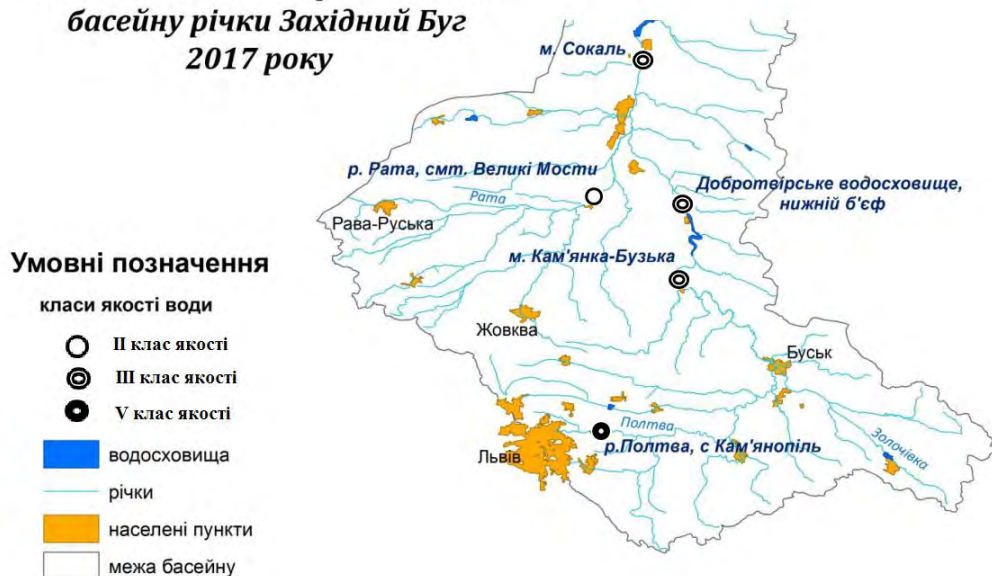 басейну річки Західний Буг
2017 року
м. Сокаль
р. Рата, смт. Великі Мости
Добротвірське водосховище,
нижній б'єф
Рата
Рава-Руська
м. Кам'янка-Бузька
Жовква
Буськ
Полтва
р.Полтва, с Кам'янопіль
Львів
Золочівка
Умовні позначення
класи якості води
ІІ клас якості
ІІІ клас якості
V клас якості
водосховища
річки
населені пункти
межа басейну